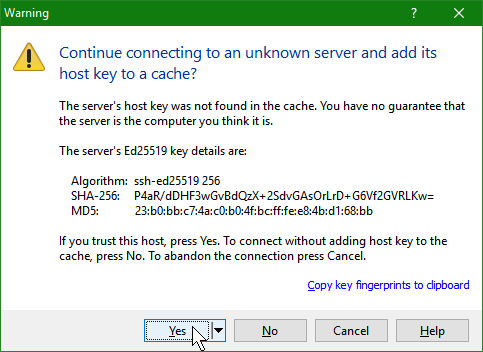 Warning
Continue connecting to an unknown server and add its
host key to a cache?
The server's host key was not found in the cache. You have no guarantee that
the server is the computer you think it is.
The server's Ed25519 key details are:
Algorithm: ssh-ed25519 256
SHA-256: P4aR/dDHF3wGvBdQzX+2SdvGAsOrLrD+G6Vf2GVRLKw=
MD5: 23:b0:bb:c7:4a:c0:b0:4f:bc:ff:fe:e8:4b:d1:68:bb
If you trust this host, press Yes. To connect without adding host key to the
cache, press No. To abandon the connection press Cancel.
Copy key fingerprints to clipboard
Yes No Cancel Help